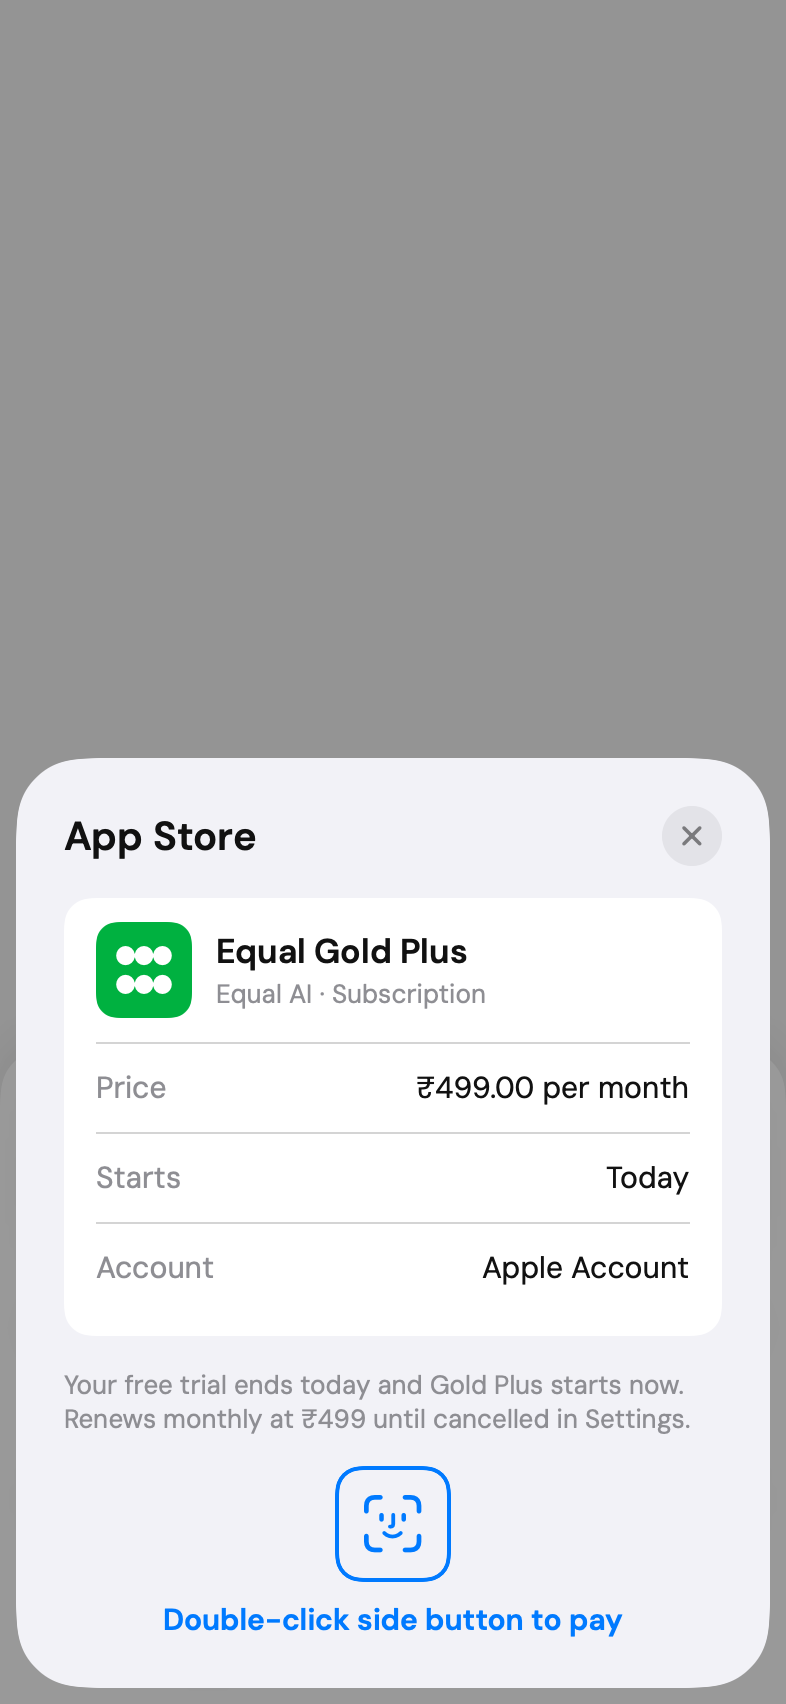 App Store
Equal Gold Plus
Equal AI · Subscription
Price ₹499.00 per month
Starts Today
Account Apple Account
Your free trial ends today and Gold Plus starts now.
Renews monthly at ₹499 until cancelled in Settings.
Double-click side button to pay